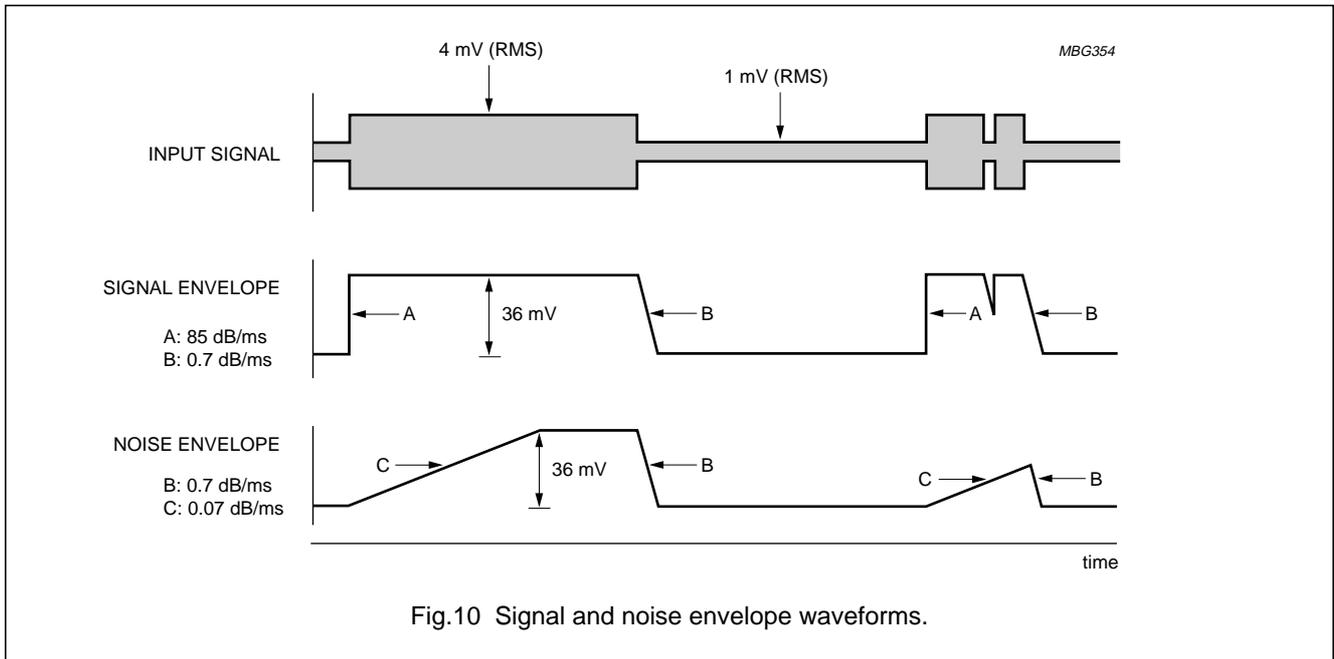 4 mV (RMS)
MBG354
1 mV (RMS)
INPUT SIGNAL
SIGNAL ENVELOPE
A
36 mV
B
A
B
A: 85 dB/ms
B: 0.7 dB/ms
NOISE ENVELOPE
C
36 mV
B
C
B
B: 0.7 dB/ms
C: 0.07 dB/ms
time
Fig.10 Signal and noise envelope waveforms.